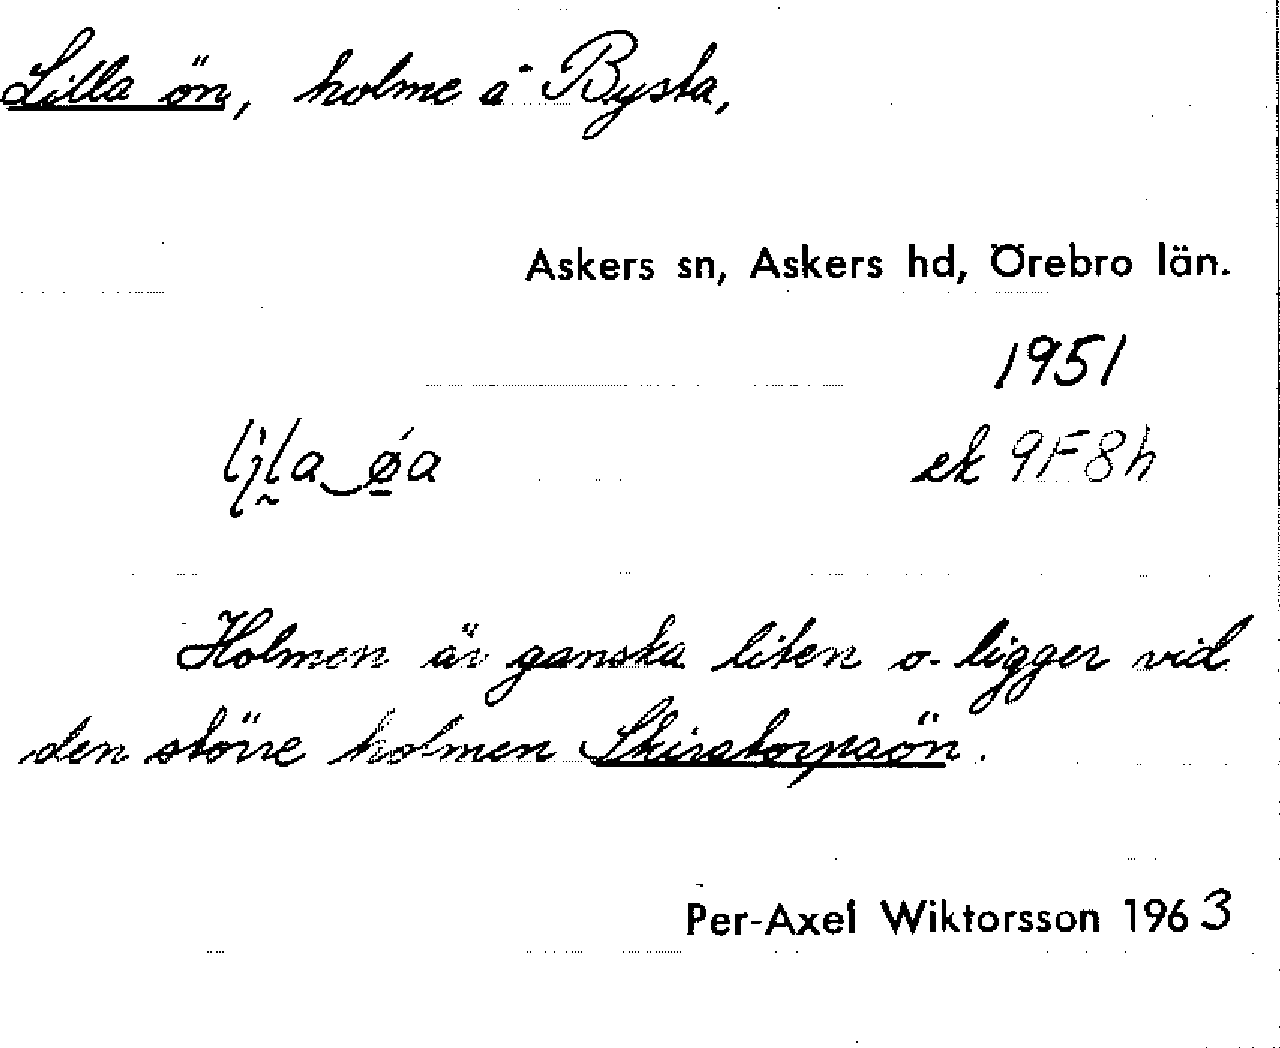 Lilla ön, holme å Bysta,
Askers sn, Askers hd, Örebro län.
1951
ek 9F8h
Holmen är ganska liten o. ligger vid
den större holmen Skirstorpsön.
Per-Axel Wiktorsson 1963